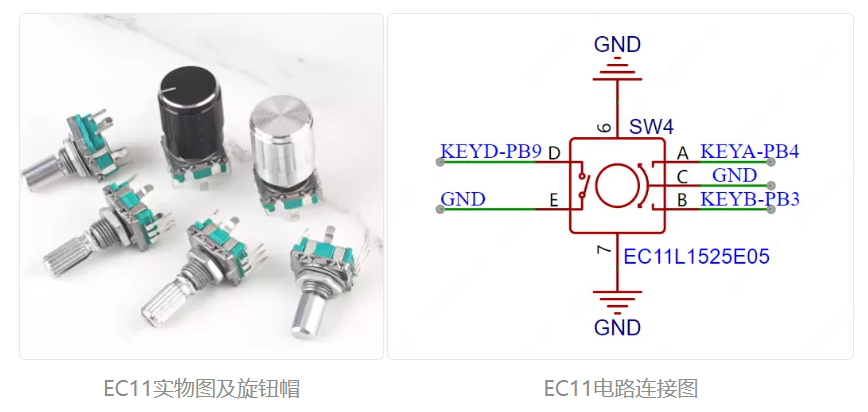 GND
6
SW4
KEYD-PB9 D
A KEYA-PB4
C GND
GND E
B KEYB-PB3
7
EC11L1525E05
GND
EC11实物图及旋钮帽
EC11电路连接图